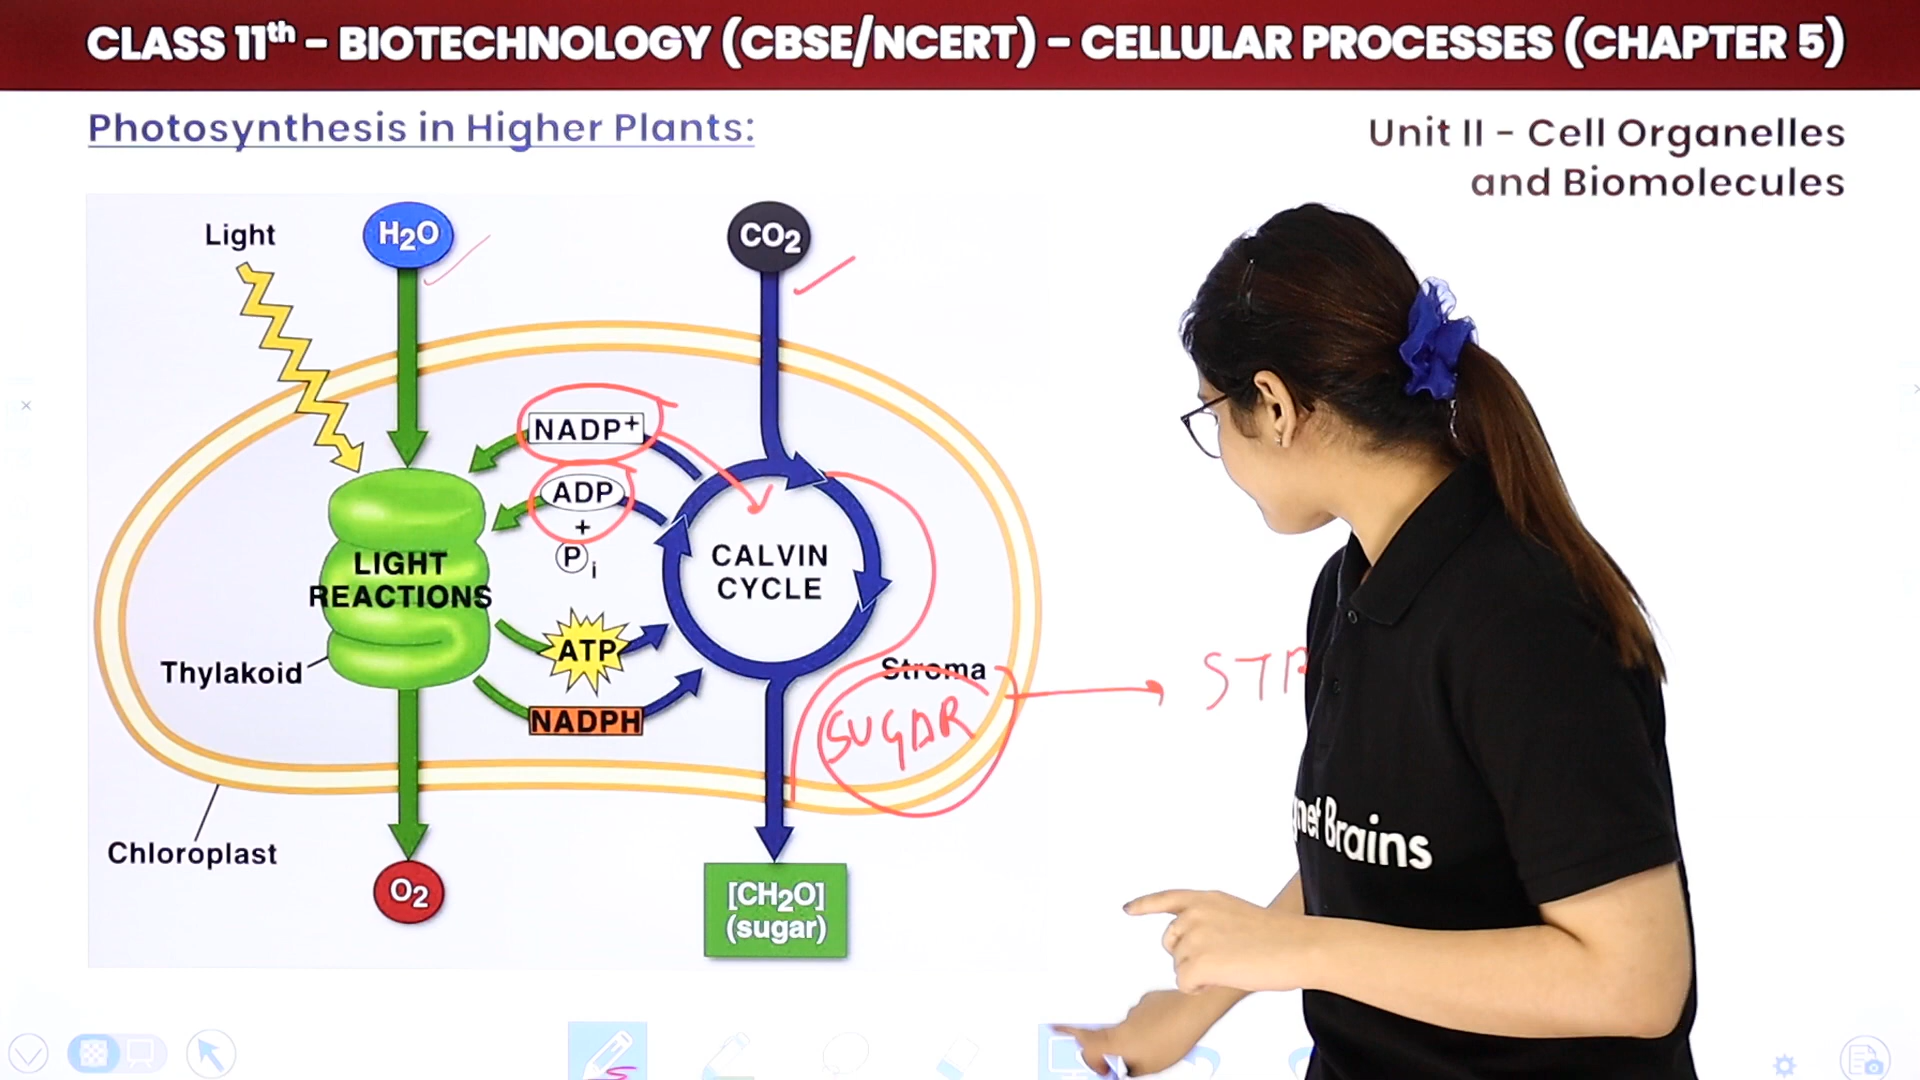 CLASS 11th - BIOTECHNOLOGY (CBSE/NCERT) - CELLULAR PROCESSES (CHAPTER 5)
Photosynthesis in Higher Plants:
Unit II - Cell Organelles
and Biomolecules
Light
H2O
CO2
NADP+
ADP
+
Pi
LIGHT
REACTIONS
CALVIN
CYCLE
ATP
Thylakoid
Stroma
NADPH
SUGAR
Chloroplast
O2
[CH2O]
(sugar)
Brains